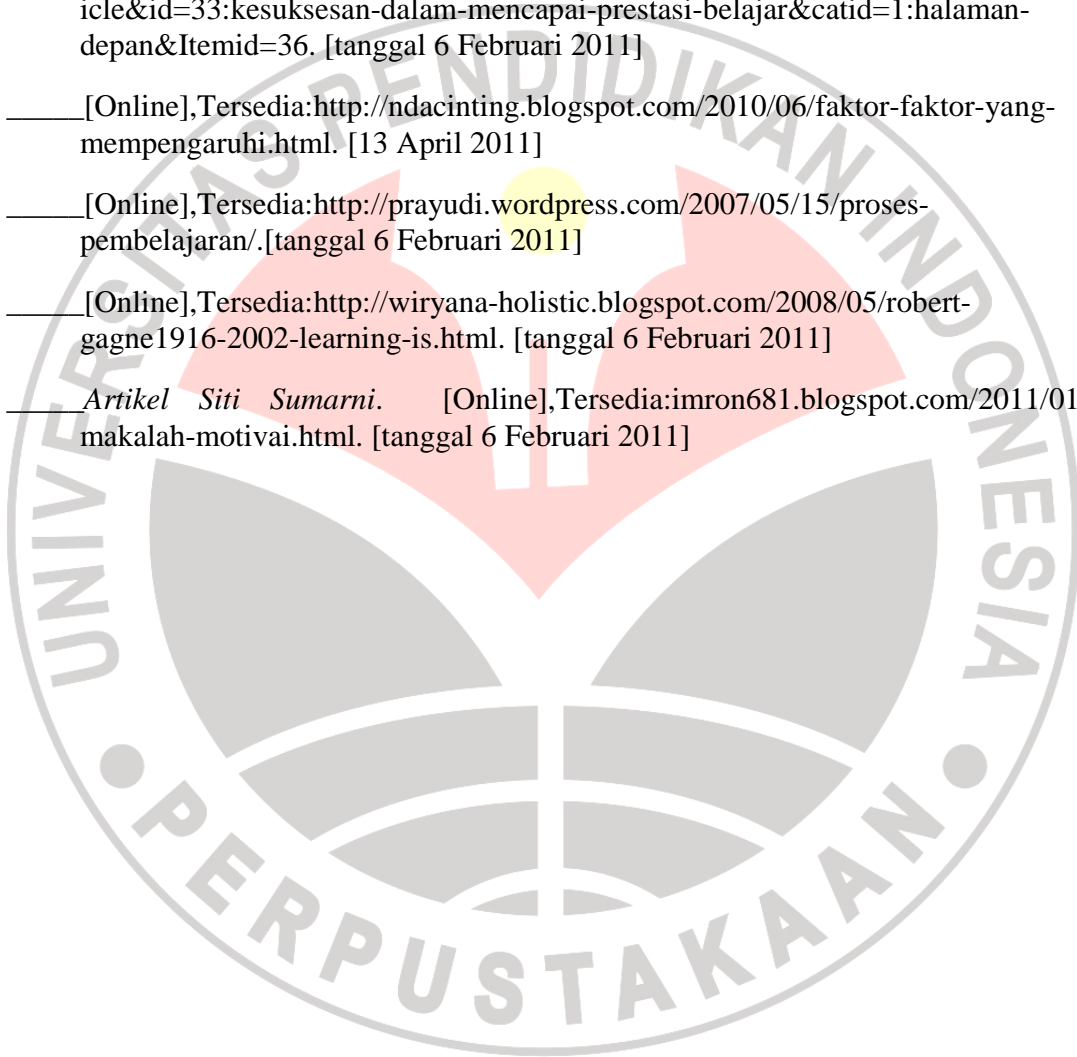 icle&id=33:kesuksesan-dalam-mencapai-prestasi-belajar&catid=1:halaman-
depan&Itemid=36. [tanggal 6 Februari 2011]
_____[Online],Tersedia:http://ndacinting.blogspot.com/2010/06/faktor-faktor-yang-
mempengaruhi.html. [13 April 2011]
_____[Online],Tersedia:http://prayudi.wordpress.com/2007/05/15/proses-
pembelajaran/.[tanggal 6 Februari 2011]
_____[Online],Tersedia:http://wiryana-holistic.blogspot.com/2008/05/robert-
gagne1916-2002-learning-is.html. [tanggal 6 Februari 2011]
_____Artikel Siti Sumarni. [Online],Tersedia:imron681.blogspot.com/2011/01
makalah-motivai.html. [tanggal 6 Februari 2011]
UNIVERSITAS PENDIDIKAN INDONESIA
PERPUSTAKAAN